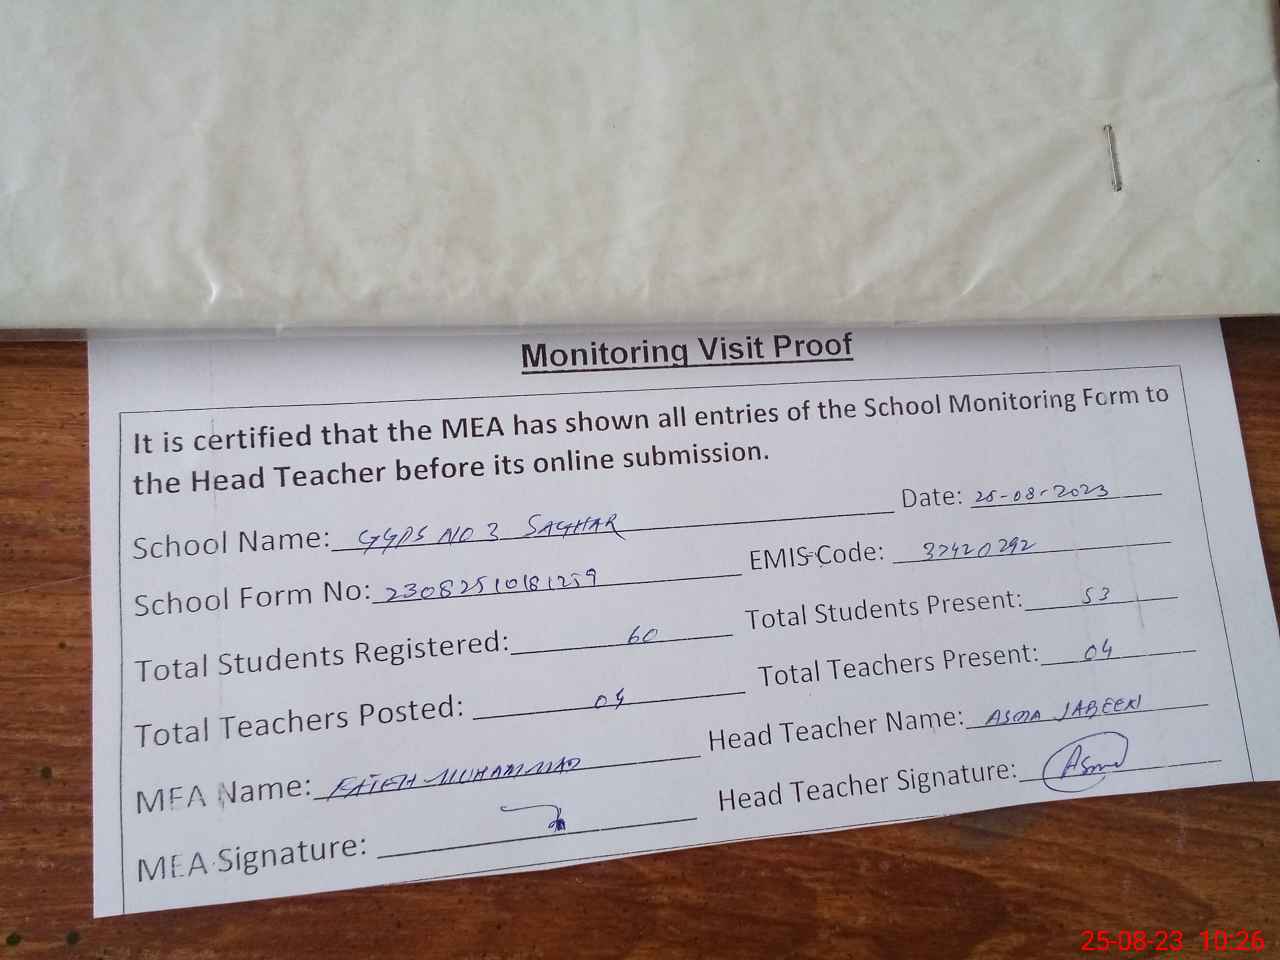 Monitoring Visit Proof
It is certified that the MEA has shown all entries of the School Monitoring Form to
the Head Teacher before its online submission.
School Name: GGPS NO 3 SAGHAR Date: 25-08-2023
School Form No: 23082510181259 EMIS Code: 37420292
Total Students Registered: 60 Total Students Present: 53
Total Teachers Posted: 04 Total Teachers Present: 04
MEA Name: FATEH MUHAMMAD Head Teacher Name: ASMA JABEEN
MEA Signature: Head Teacher Signature: Asma
25-08-23 10:26